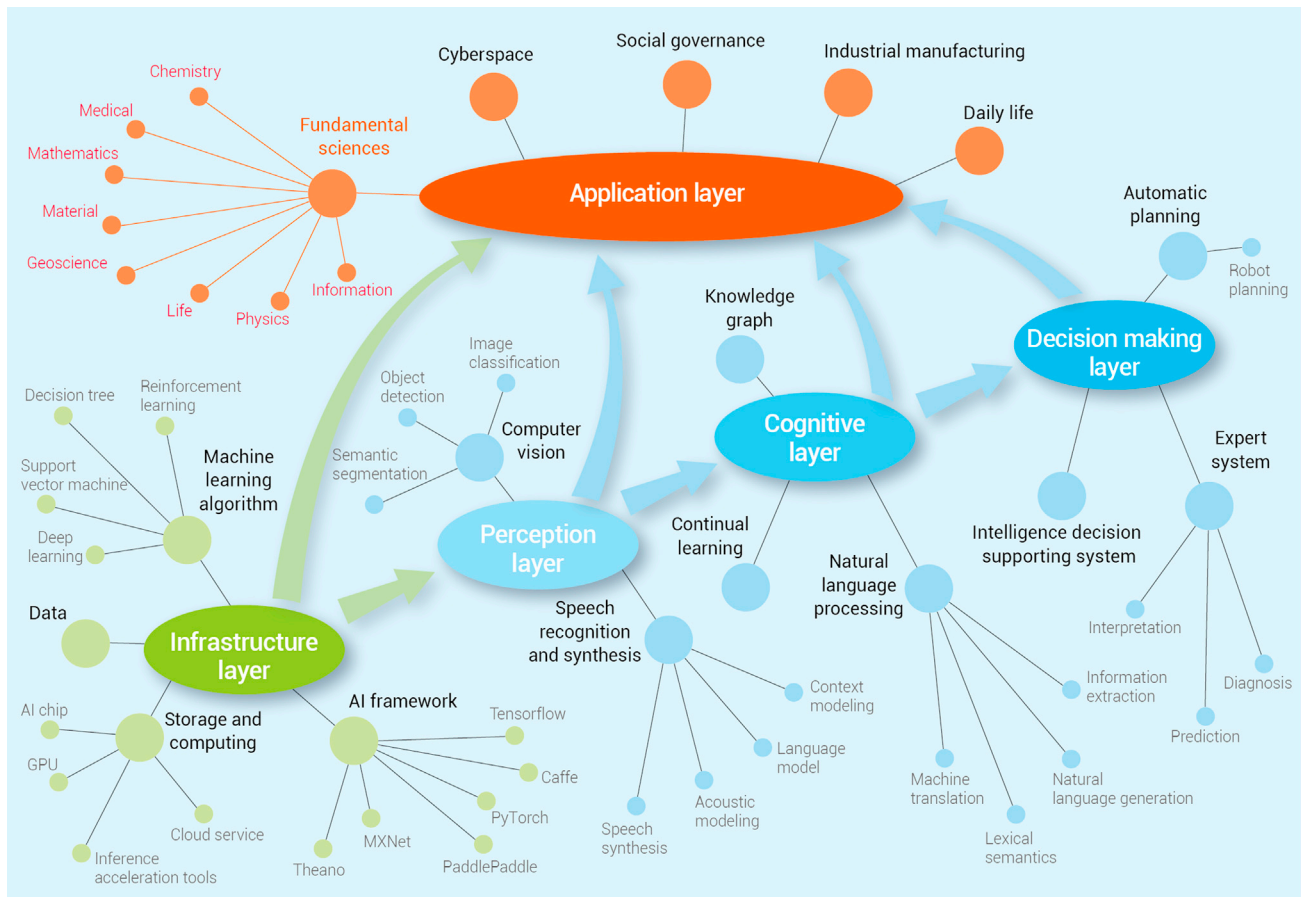 Cyberspace
Social governance
Industrial manufacturing
Daily life
Chemistry
Medical
Mathematics
Material
Geoscience
Life
Physics
Information
Fundamental
sciences
Application layer
Automatic
planning
Robot
planning
Decision making
layer
Knowledge
graph
Cognitive
layer
Continual
learning
Natural
language
processing
Intelligence decision
supporting system
Expert
system
Interpretation
Prediction
Diagnosis
Information
extraction
Natural
language generation
Lexical
semantics
Machine
translation
Image
classification
Object
detection
Semantic
segmentation
Computer
vision
Perception
layer
Speech
recognition
and synthesis
Context
modeling
Language
model
Acoustic
modeling
Speech
synthesis
Decision tree
Reinforcement
learning
Support
vector machine
Deep
learning
Machine
learning
algorithm
Data
Infrastructure
layer
AI chip
GPU
Storage and
computing
Cloud service
Inference
acceleration tools
AI framework
Tensorflow
Caffe
PyTorch
PaddlePaddle
MXNet
Theano